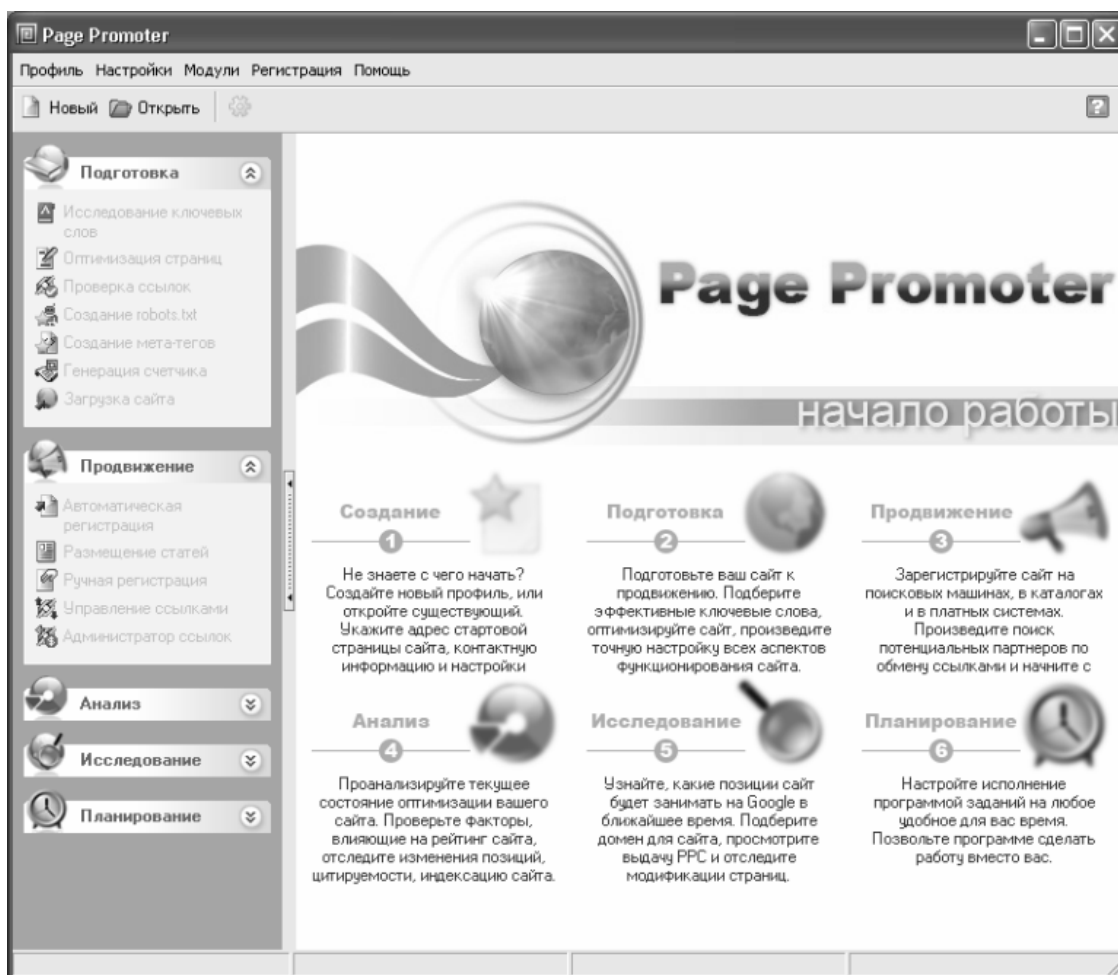 Page Promoter
Профиль Настройки Модули Регистрация Помощь
Новый Открыть
Подготовка
Исследование ключевых
слов
Оптимизация страниц
Проверка ссылок
Создание robots.txt
Создание мета-тегов
Генерация счетчика
Загрузка сайта
Продвижение
Автоматическая
регистрация
Размещение статей
Ручная регистрация
Управление ссылками
Администратор ссылок
Анализ
Исследование
Планирование
Page Promoter
начало работы
Создание
1
Не знаете с чего начать?
Создайте новый профиль, или
откройте существующий.
Укажите адрес стартовой
страницы сайта, контактную
информацию и настройки
Подготовка
2
Подготовьте ваш сайт к
продвижению. Подберите
эффективные ключевые слова,
оптимизируйте сайт, произведите
точную настройку всех аспектов
функционирования сайта.
Продвижение
3
Зарегистрируйте сайт на
поисковых машинах, в каталогах
и в платных системах.
Произведите поиск
потенциальных партнеров по
обмену ссылками и начните с
Анализ
4
Проанализируйте текущее
состояние оптимизации вашего
сайта. Проверьте факторы,
влияющие на рейтинг сайта,
отследите изменения позиций,
цитируемости, индексацию сайта.
Исследование
5
Узнайте, какие позиции сайт
будет занимать на Google в
ближайшее время. Подберите
домен для сайта, просмотрите
выдачу PPC и отследите
модификации страниц.
Планирование
6
Настройте исполнение
программой заданий на любое
удобное для вас время.
Позвольте программе сделать
работу вместо вас.